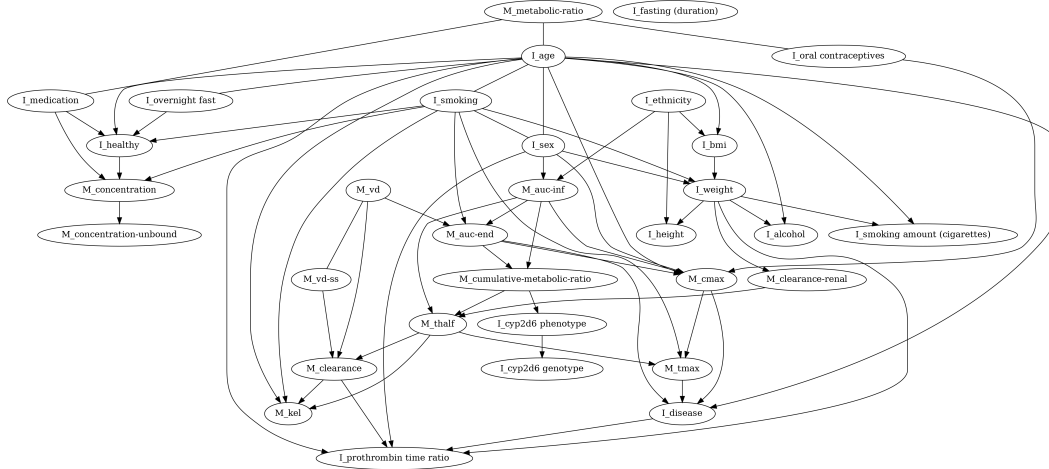 M_metabolic-ratio
I_fasting (duration)
I_age
I_oral contraceptives
I_medication
I_overnight fast
I_smoking
I_ethnicity
I_healthy
I_sex
I_bmi
M_concentration
M_vd
M_auc-inf
I_weight
M_concentration-unbound
M_auc-end
I_height
I_alcohol
I_smoking amount (cigarettes)
M_vd-ss
M_cumulative-metabolic-ratio
M_cmax
M_clearance-renal
M_thalf
I_cyp2d6 phenotype
M_clearance
I_cyp2d6 genotype
M_tmax
M_kel
I_disease
I_prothrombin time ratio